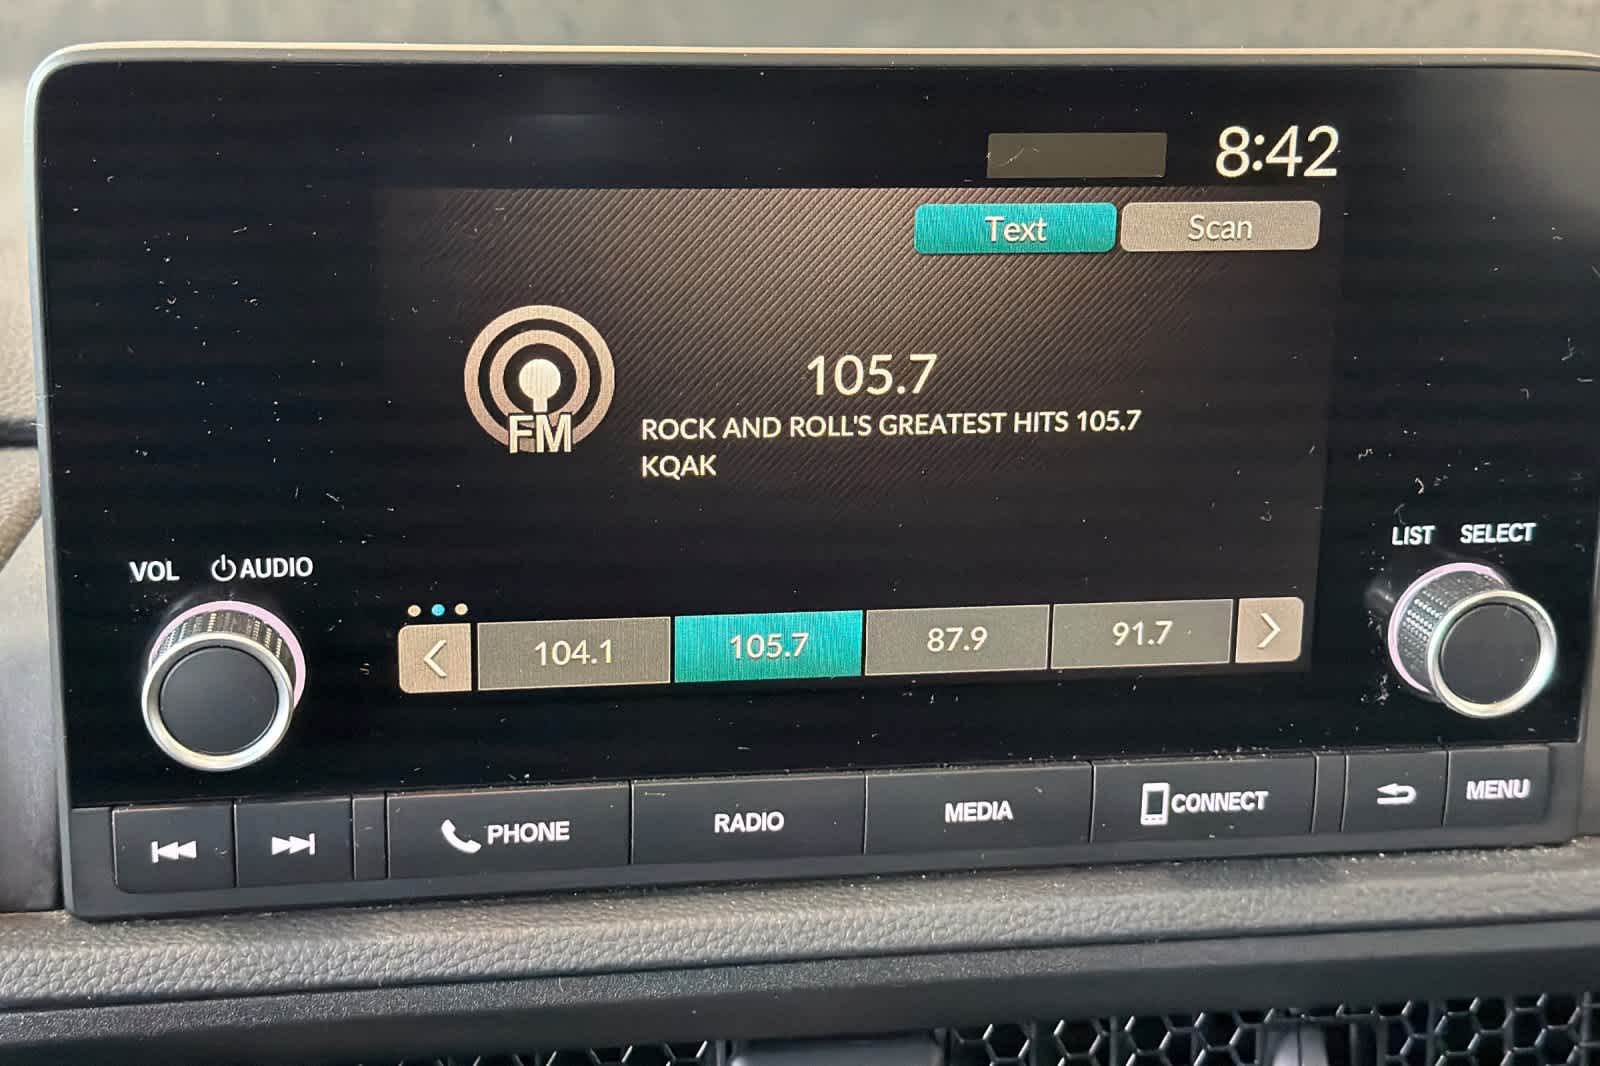 8:42
Text Scan
FM
105.7
ROCK AND ROLL'S GREATEST HITS 105.7
KQAK
LIST SELECT
VOL AUDIO
104.1 105.7 87.9 91.7
PHONE RADIO MEDIA CONNECT MENU